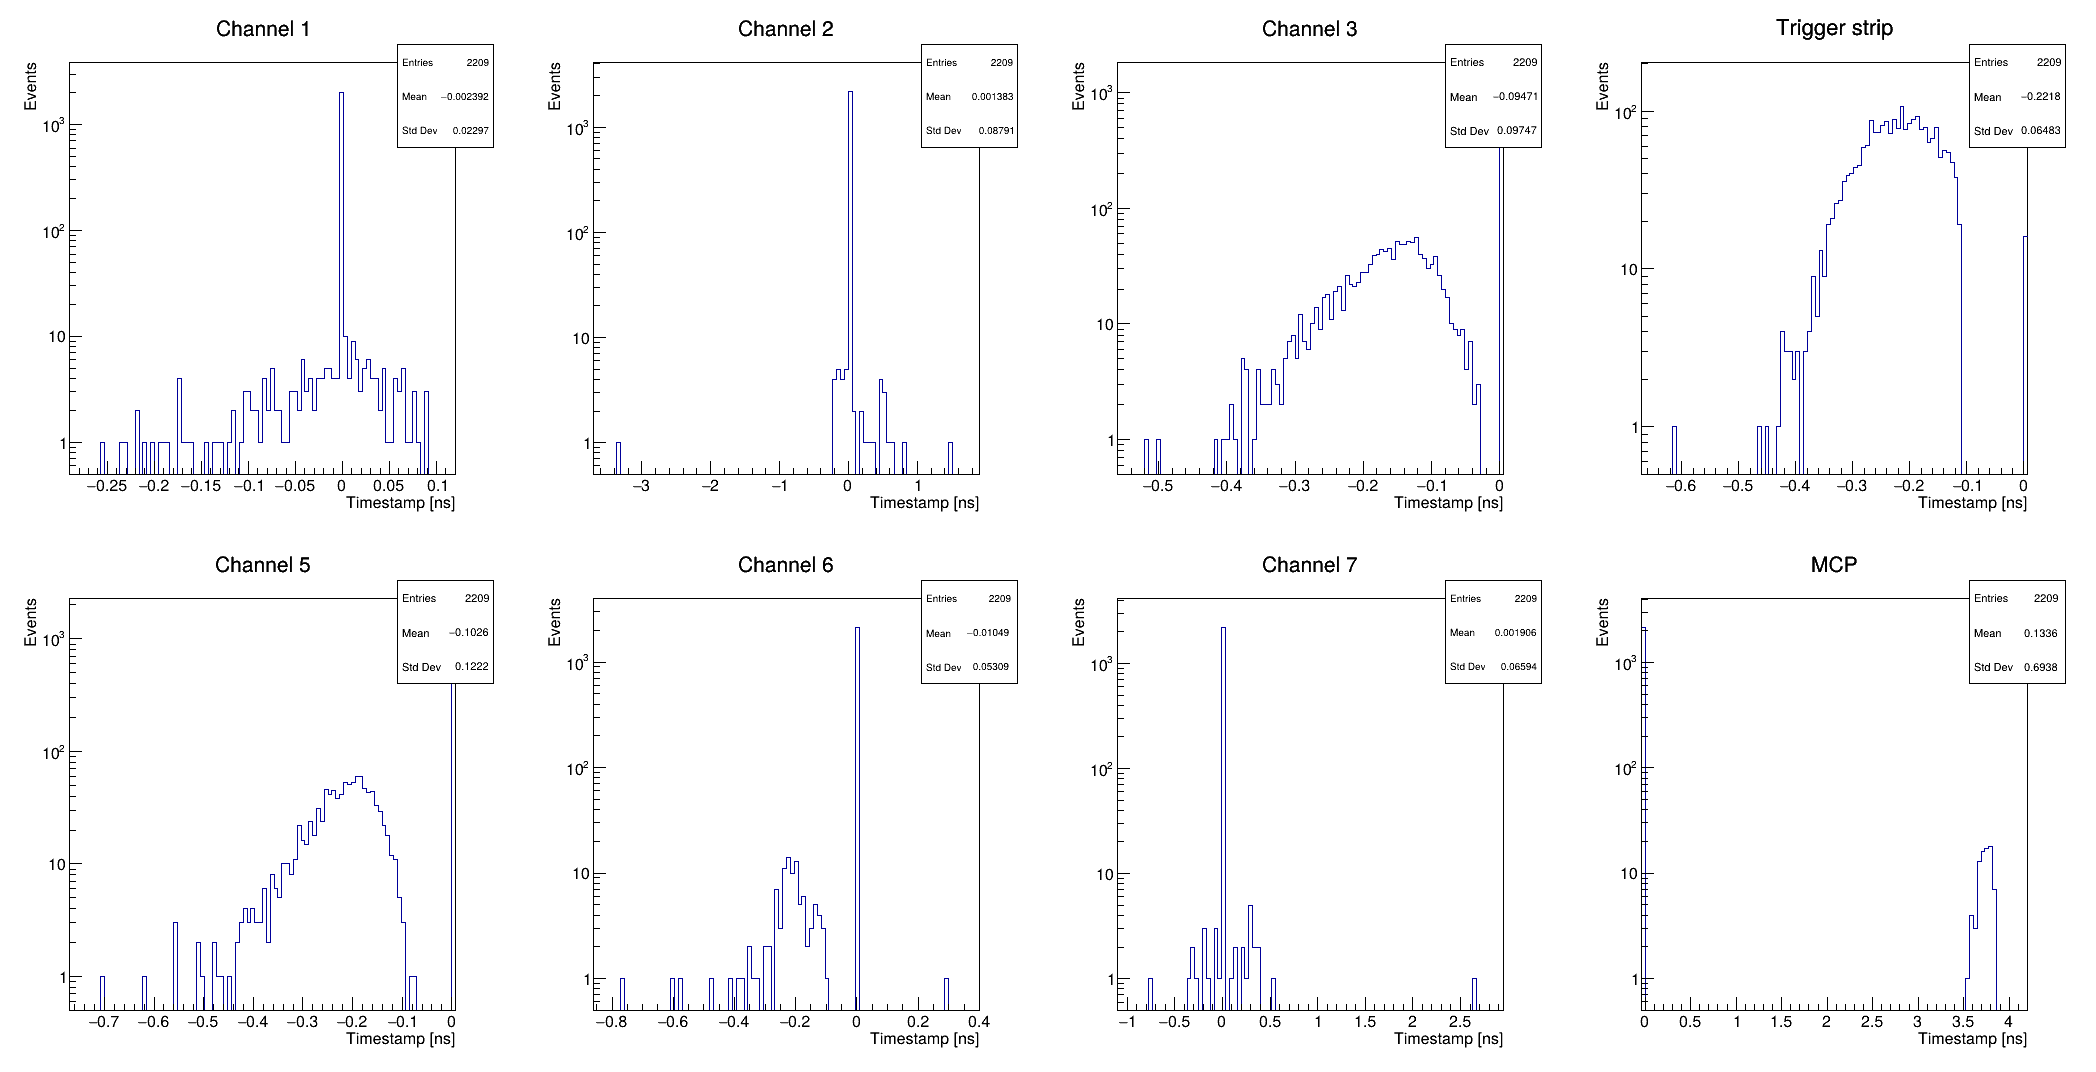 Channel 1
Events
Entries 2209
Mean −0.002392
Std Dev 0.02297
10³
10²
10
1
−0.25 −0.2 −0.15 −0.1 −0.05 0 0.05 0.1
Timestamp [ns]
Channel 2
Events
Entries 2209
Mean 0.001383
Std Dev 0.08791
10³
10²
10
1
−3 −2 −1 0 1
Timestamp [ns]
Channel 3
Events
Entries 2209
Mean −0.09471
Std Dev 0.09747
10³
10²
10
1
−0.5 −0.4 −0.3 −0.2 −0.1 0
Timestamp [ns]
Trigger strip
Events
Entries 2209
Mean −0.2218
Std Dev 0.06483
10²
10
1
−0.6 −0.5 −0.4 −0.3 −0.2 −0.1 0
Timestamp [ns]
Channel 5
Events
Entries 2209
Mean −0.1026
Std Dev 0.1222
10³
10²
10
1
−0.7 −0.6 −0.5 −0.4 −0.3 −0.2 −0.1 0
Timestamp [ns]
Channel 6
Events
Entries 2209
Mean −0.01049
Std Dev 0.05309
10³
10²
10
1
−0.8 −0.6 −0.4 −0.2 0 0.2 0.4
Timestamp [ns]
Channel 7
Events
Entries 2209
Mean 0.001906
Std Dev 0.06594
10³
10²
10
1
−1 −0.5 0 0.5 1 1.5 2 2.5
Timestamp [ns]
MCP
Events
Entries 2209
Mean 0.1336
Std Dev 0.6938
10³
10²
10
1
0 0.5 1 1.5 2 2.5 3 3.5 4
Timestamp [ns]